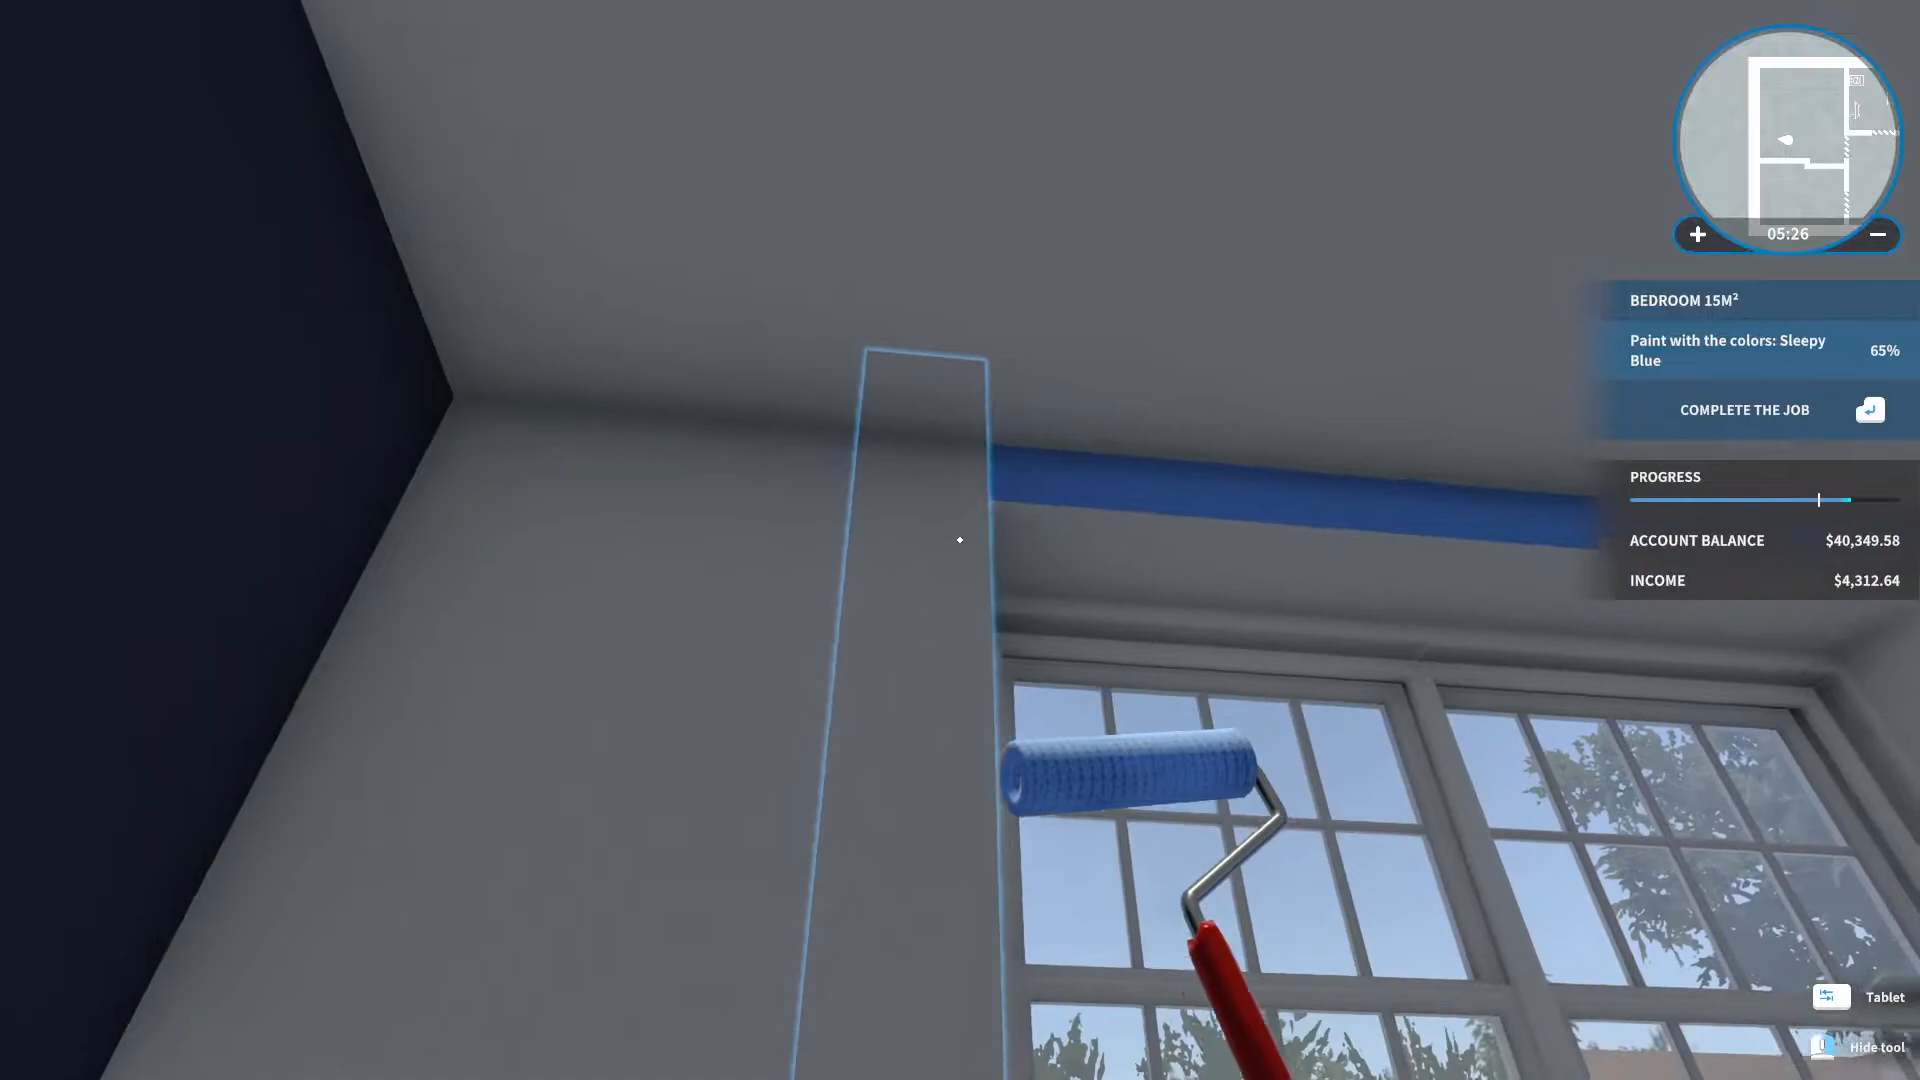 + 05:26 −
BEDROOM 15M²
Paint with the colors: Sleepy
Blue 65%
COMPLETE THE JOB
PROGRESS
ACCOUNT BALANCE $40,349.58
INCOME $4,312.64
Tablet
Hide tool